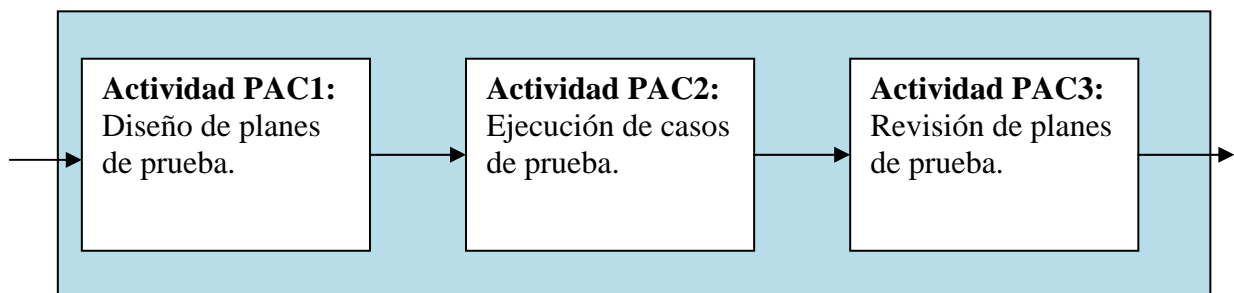 Actividad PAC1:
Diseño de planes
de prueba.
Actividad PAC2:
Ejecución de casos
de prueba.
Actividad PAC3:
Revisión de planes
de prueba.